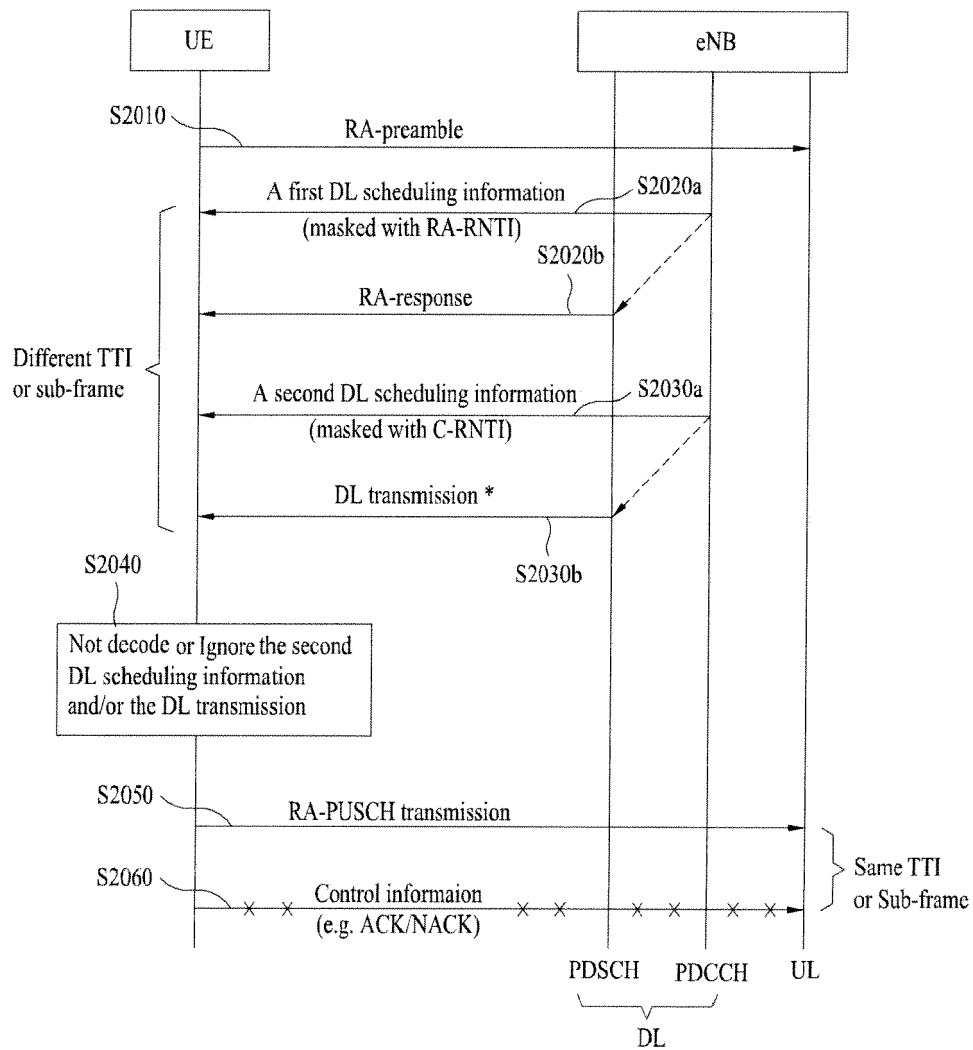 UE
eNB
S2010
RA-preamble
A first DL scheduling information
S2020a
(masked with RA-RNTI)
S2020b
RA-response
Different TTI
or sub-frame
A second DL scheduling information
S2030a
(masked with C-RNTI)
DL transmission *
S2030b
S2040
Not decode or Ignore the second
DL scheduling information
and/or the DL transmission
S2050
RA-PUSCH transmission
Same TTI
or Sub-frame
S2060
Control informaion
(e.g. ACK/NACK)
PDSCH
PDCCH
UL
DL